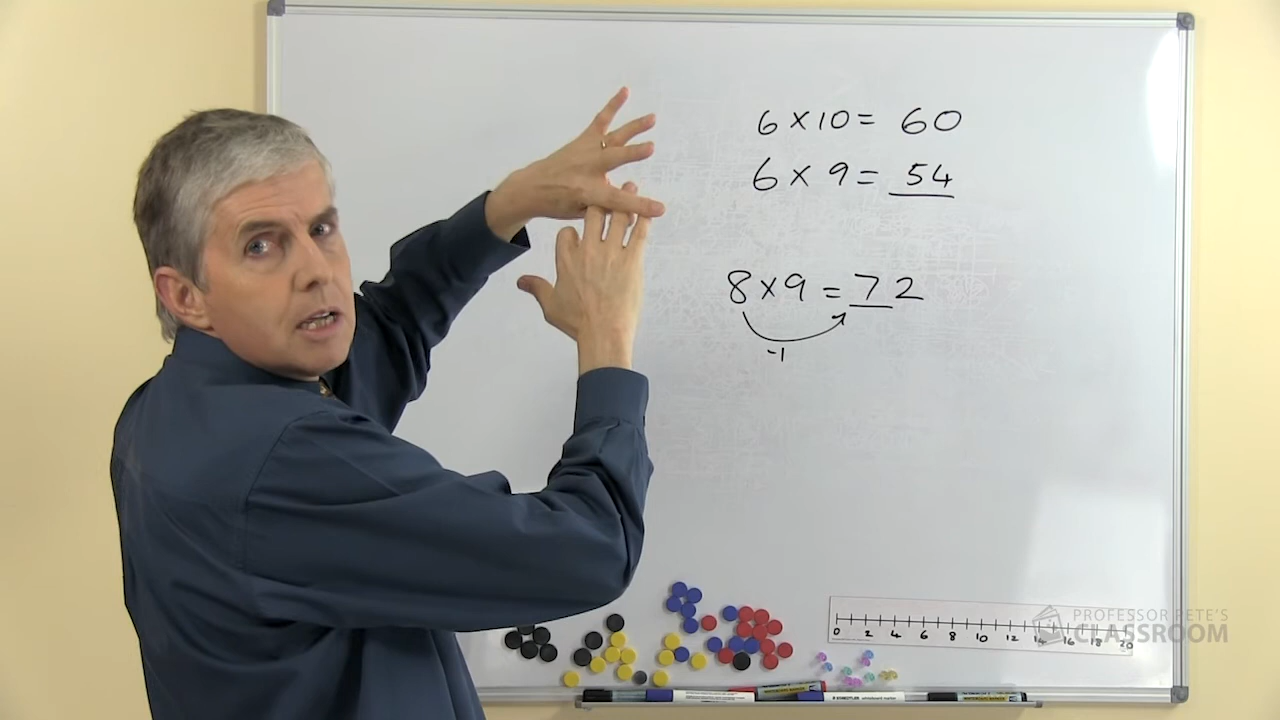 6 × 10 = 60
6 × 9 = 54
8 × 9 = 72
-1
0 2 4 6 8 10 12 14 16 18 20
PROFESSOR PETE'S
CLASSROOM